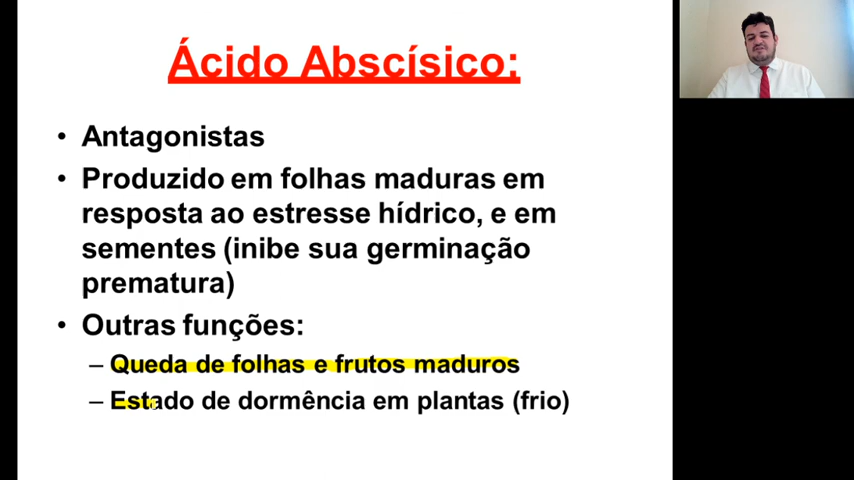 Ácido Abscísico:
• Antagonistas
• Produzido em folhas maduras em
resposta ao estresse hídrico, e em
sementes (inibe sua germinação
prematura)
• Outras funções:
– Queda de folhas e frutos maduros
– Estado de dormência em plantas (frio)